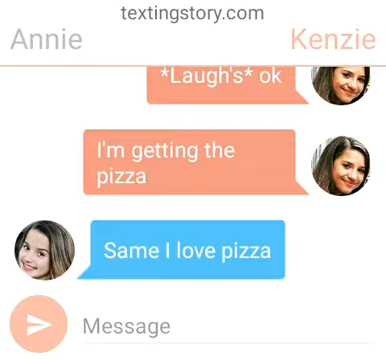 textingstory.com
Annie
Kenzie
*Laugh's* ok
I'm getting the
pizza
Same I love pizza
Message